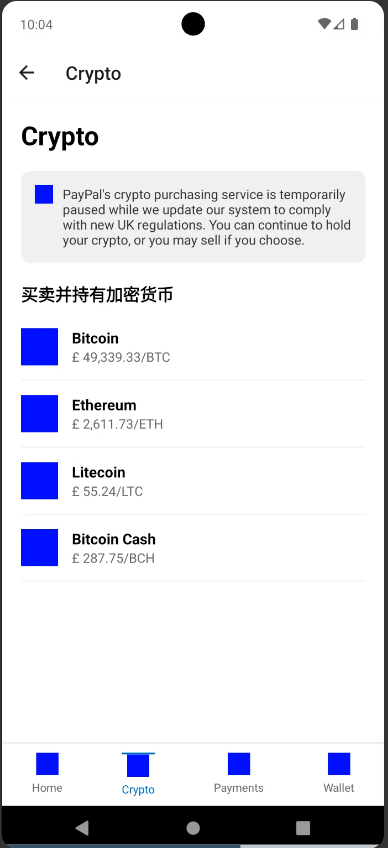 10:04
Crypto
Crypto
PayPal's crypto purchasing service is temporarily
paused while we update our system to comply
with new UK regulations. You can continue to hold
your crypto, or you may sell if you choose.
买卖并持有加密货币
Bitcoin
£ 49,339.33/BTC
Ethereum
£ 2,611.73/ETH
Litecoin
£ 55.24/LTC
Bitcoin Cash
£ 287.75/BCH
Home Crypto Payments Wallet